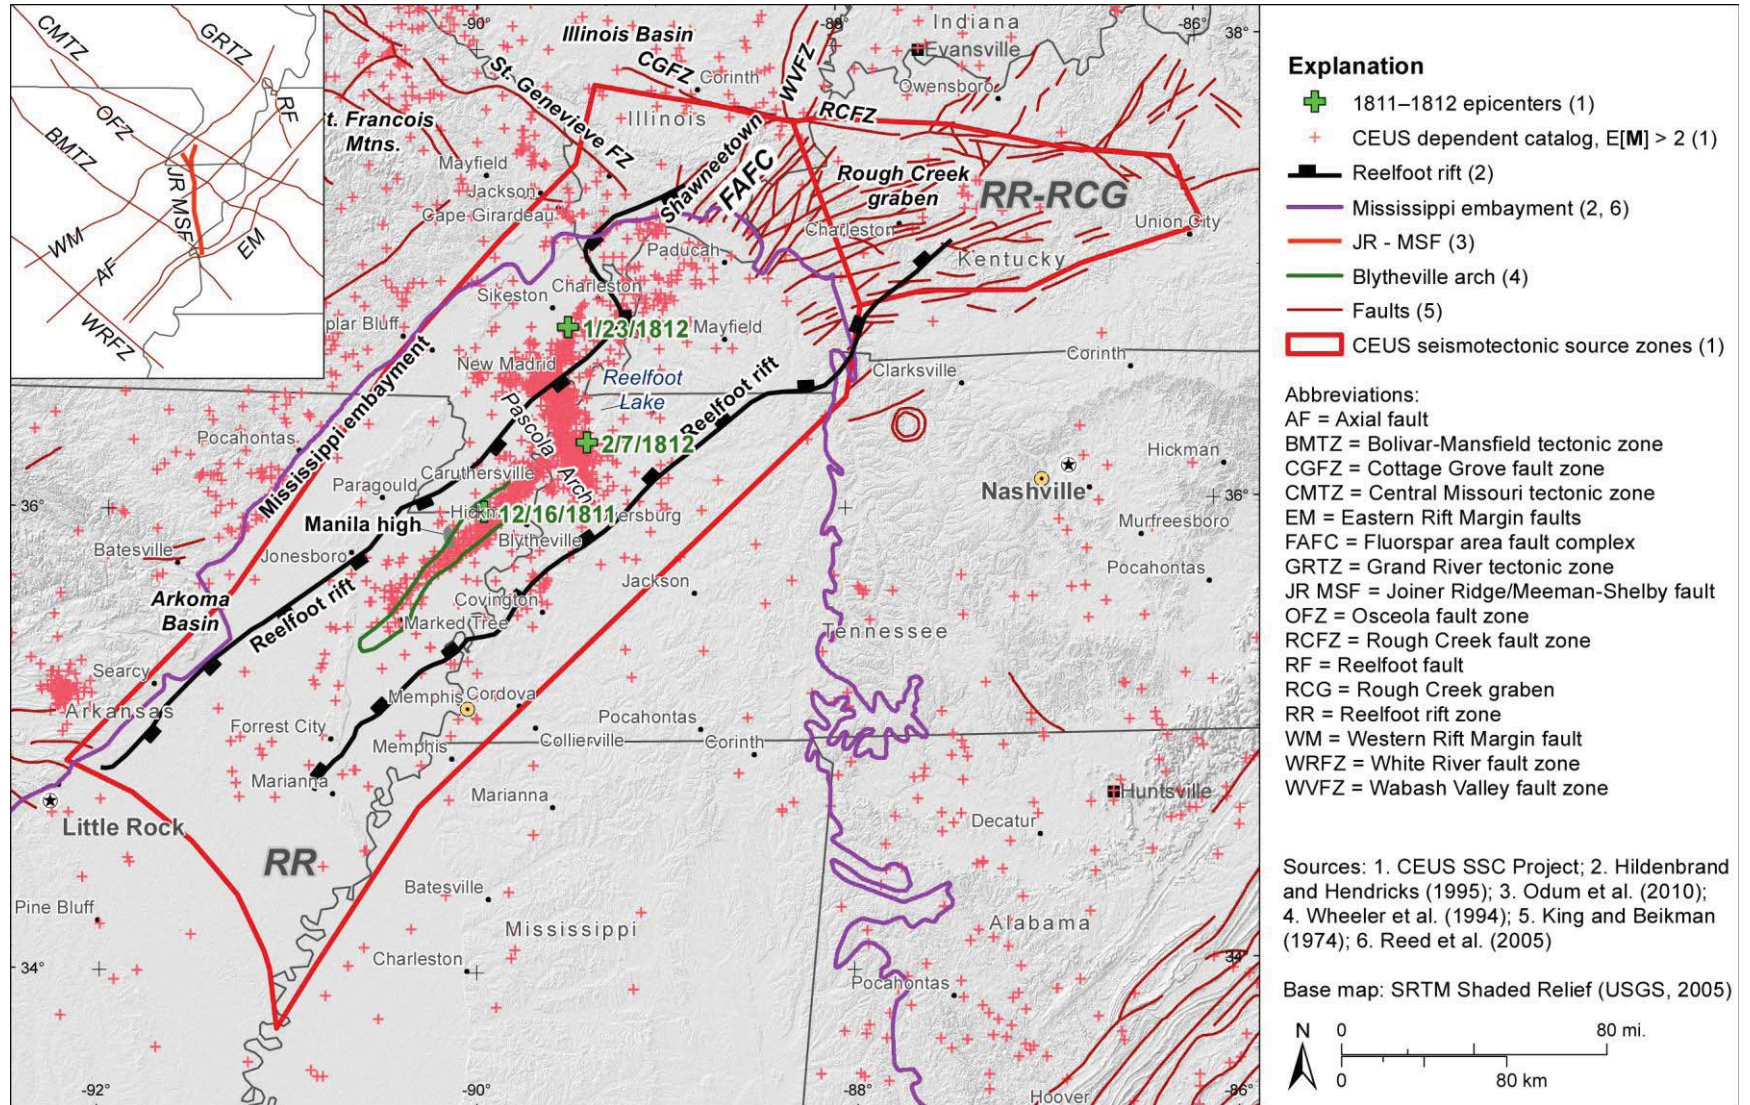 -90°
-88°
-86°
38°
CMTZ
GRTZ
OFZ
BMTZ
RF
JR MSF
WM
AF
EM
WRFZ
Illinois Basin
CGFZ
Corinth
WVFZ
Indiana
Evansville
Owensboro
St. Genevieve FZ
t. Francois
Mtns.
Illinois
RCFZ
Mayfield
Jackson
Cape Girardeau
Shawneetown
FAFC
Rough Creek
graben
RR-RCG
Union City
Charleston
Paducah
Kentucky
Sikeston
Charleston
plar Bluff
1/23/1812
Mayfield
New Madrid
Reelfoot
Lake
Corinth
Clarksville
Mississippi embayment
Pascola Arch
Reelfoot rift
2/7/1812
Pocahontas
Hickman
Caruthersville
Paragould
Nashville
36°
36°
Manila high
Hickm
12/16/1811
ersburg
Murfreesboro
Batesville
Jonesboro
Blytheville
Pocahontas
Jackson
Arkoma
Basin
Reelfoot rift
Covington
Marked Tree
Tennessee
Searcy
Memphis
Cordova
Arkansas
Forrest City
Pocahontas
Memphis
Collierville
Corinth
Marianna
Marianna
Huntsville
Little Rock
Decatur
RR
Batesville
Pine Bluff
Mississippi
Alabama
34°
Charleston
34°
Pocahontas
-92°
-90°
-88°
-86°
Hoover
Explanation
1811–1812 epicenters (1)
CEUS dependent catalog, E[M] > 2 (1)
Reelfoot rift (2)
Mississippi embayment (2, 6)
JR - MSF (3)
Blytheville arch (4)
Faults (5)
CEUS seismotectonic source zones (1)
Abbreviations:
AF = Axial fault
BMTZ = Bolivar-Mansfield tectonic zone
CGFZ = Cottage Grove fault zone
CMTZ = Central Missouri tectonic zone
EM = Eastern Rift Margin faults
FAFC = Fluorspar area fault complex
GRTZ = Grand River tectonic zone
JR MSF = Joiner Ridge/Meeman-Shelby fault
OFZ = Osceola fault zone
RCFZ = Rough Creek fault zone
RF = Reelfoot fault
RCG = Rough Creek graben
RR = Reelfoot rift zone
WM = Western Rift Margin fault
WRFZ = White River fault zone
WVFZ = Wabash Valley fault zone
Sources: 1. CEUS SSC Project; 2. Hildenbrand
and Hendricks (1995); 3. Odum et al. (2010);
4. Wheeler et al. (1994); 5. King and Beikman
(1974); 6. Reed et al. (2005)
Base map: SRTM Shaded Relief (USGS, 2005)
N
0 80 mi.
0 80 km